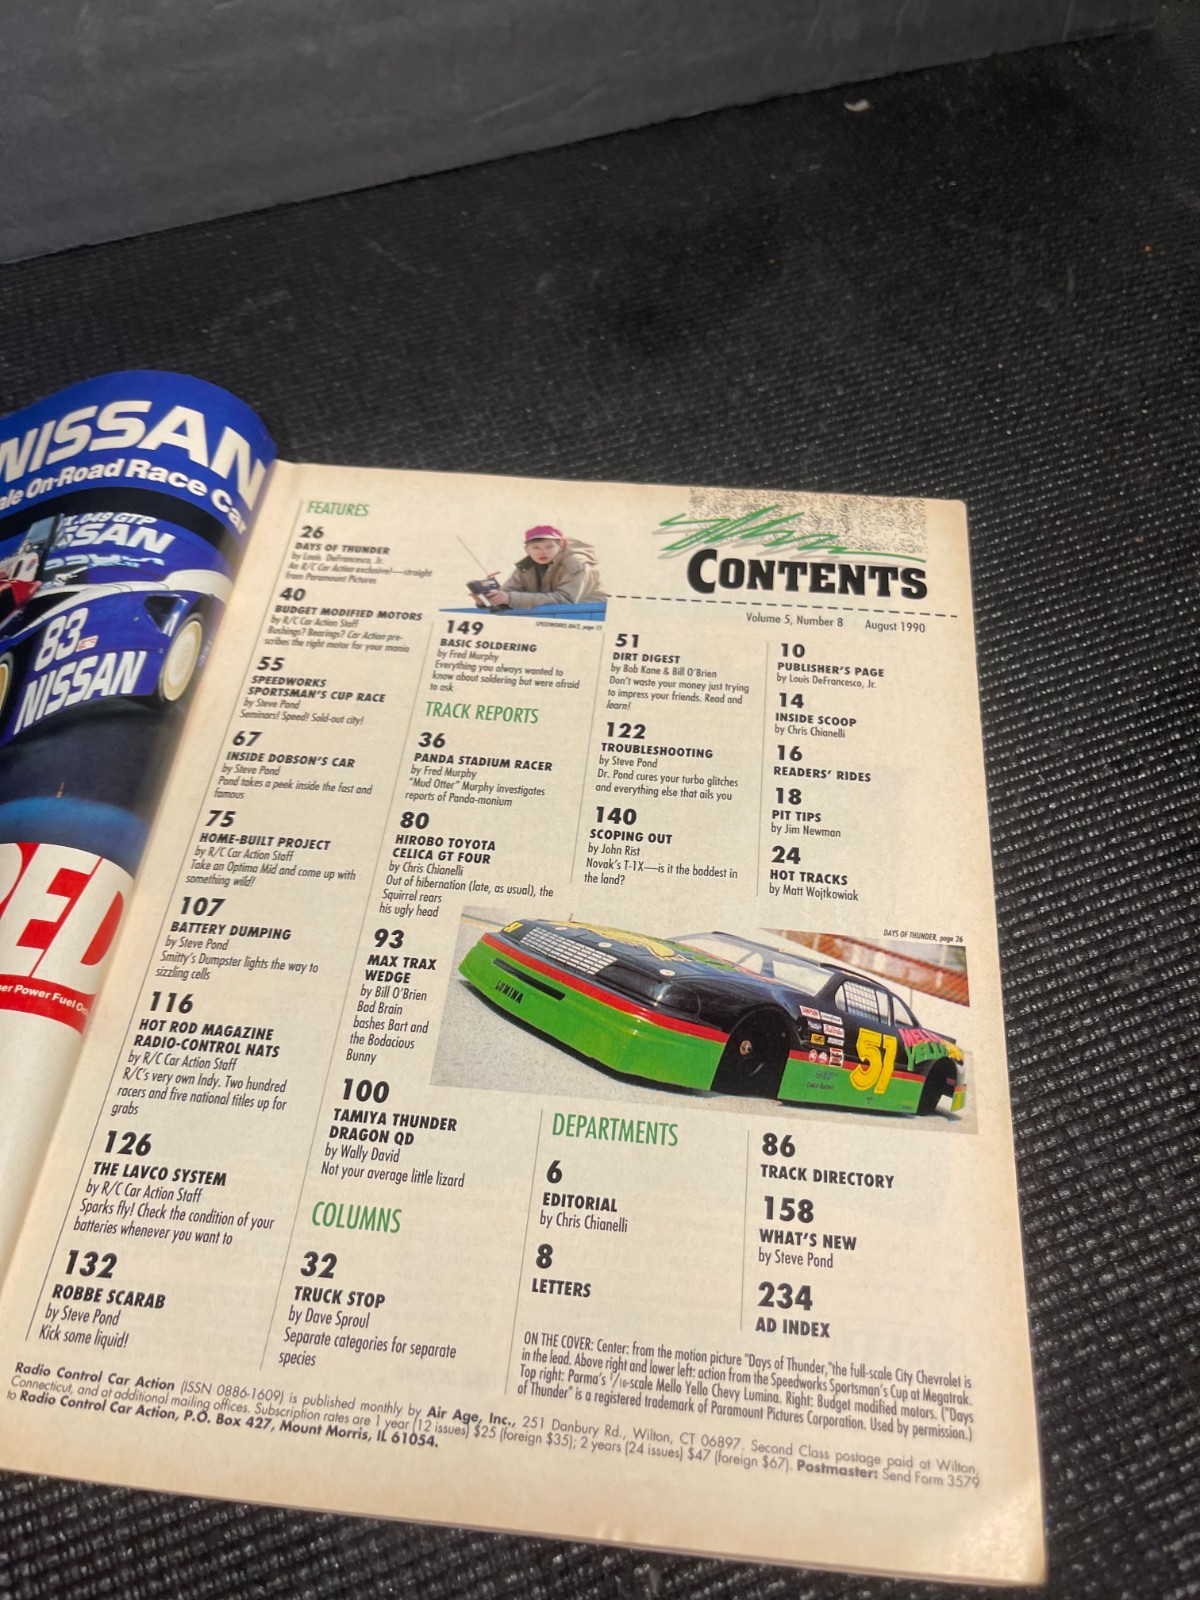 NISSAN
ale On-Road Race Car
83
NISSAN
FEATURES
26
DAYS OF THUNDER
by Louis DeFrancesco, Jr.
An R/C Car Action exclusive!—straight
from Paramount Pictures
40
BUDGET MODIFIED MOTORS
by R/C Car Action Staff
Bushings? Bearings? Car Action pre-
scribes the right motor for your mania
55
SPEEDWORKS
SPORTSMAN'S CUP RACE
by Steve Pond
Seminars! Speed! Sold-out city!
67
INSIDE DOBSON'S CAR
by Steve Pond
Pond takes a peek inside the fast and
famous
75
HOME-BUILT PROJECT
by R/C Car Action Staff
Take an Optima Mid and come up with
something wild!
107
BATTERY DUMPING
by Steve Pond
Smitty's Dumpster lights the way to
sizzling cells
116
HOT ROD MAGAZINE
RADIO-CONTROL NATS
by R/C Car Action Staff
R/C's very own Indy. Two hundred
racers and five national titles up for
grabs
126
THE LAVCO SYSTEM
by R/C Car Action Staff
Sparks fly! Check the condition of your
batteries whenever you want to
132
ROBBE SCARAB
by Steve Pond
Kick some liquid!
SPEEDWORKS RACE, page 55
149
BASIC SOLDERING
by Fred Murphy
Everything you always wanted to
know about soldering but were afraid
to ask
TRACK REPORTS
36
PANDA STADIUM RACER
by Fred Murphy
"Mud Otter" Murphy investigates
reports of Panda-monium
80
HIROBO TOYOTA
CELICA GT FOUR
by Chris Chianelli
Out of hibernation (late, as usual), the
Squirrel rears
his ugly head
93
MAX TRAX
WEDGE
by Bill O'Brien
Bad Brain
bashes Bart and
the Bodacious
Bunny
100
TAMIYA THUNDER
DRAGON QD
by Wally David
Not your average little lizard
COLUMNS
32
TRUCK STOP
by Dave Sproul
Separate categories for separate
species
CONTENTS
Volume 5, Number 8 August 1990
51
DIRT DIGEST
by Bob Kane & Bill O'Brien
Don't waste your money just trying
to impress your friends. Read and
learn!
122
TROUBLESHOOTING
by Steve Pond
Dr. Pond cures your turbo glitches
and everything else that ails you
140
SCOPING OUT
by John Rist
Novak's T-1X—is it the baddest in
the land?
10
PUBLISHER'S PAGE
by Louis DeFrancesco, Jr.
14
INSIDE SCOOP
by Chris Chianelli
16
READERS' RIDES
18
PIT TIPS
by Jim Newman
24
HOT TRACKS
by Matt Wojtkowiak
DAYS OF THUNDER, page 26
LUMINA
51
MELLO
YELLO
DEPARTMENTS
6
EDITORIAL
by Chris Chianelli
8
LETTERS
86
TRACK DIRECTORY
158
WHAT'S NEW
by Steve Pond
234
AD INDEX
ON THE COVER: Center: from the motion picture "Days of Thunder,"the full-scale City Chevrolet is
in the lead. Above right and lower left: action from the Speedworks Sportsman's Cup at Megatrak.
Top right: Parma's 1/10-scale Mello Yello Chevy Lumina. Right: Budget modified motors. ("Days
of Thunder" is a registered trademark of Paramount Pictures Corporation. Used by permission.)
Radio Control Car Action (ISSN 0886-1609) is published monthly by Air Age, Inc., 251 Danbury Rd., Wilton, CT 06897. Second Class postage paid at Wilton,
Connecticut, and at additional mailing offices. Subscription rates are 1 year (12 issues) $25 (foreign $35); 2 years (24 issues) $47 (foreign $67). Postmaster: Send Form 3579
to Radio Control Car Action, P.O. Box 427, Mount Morris, IL 61054.